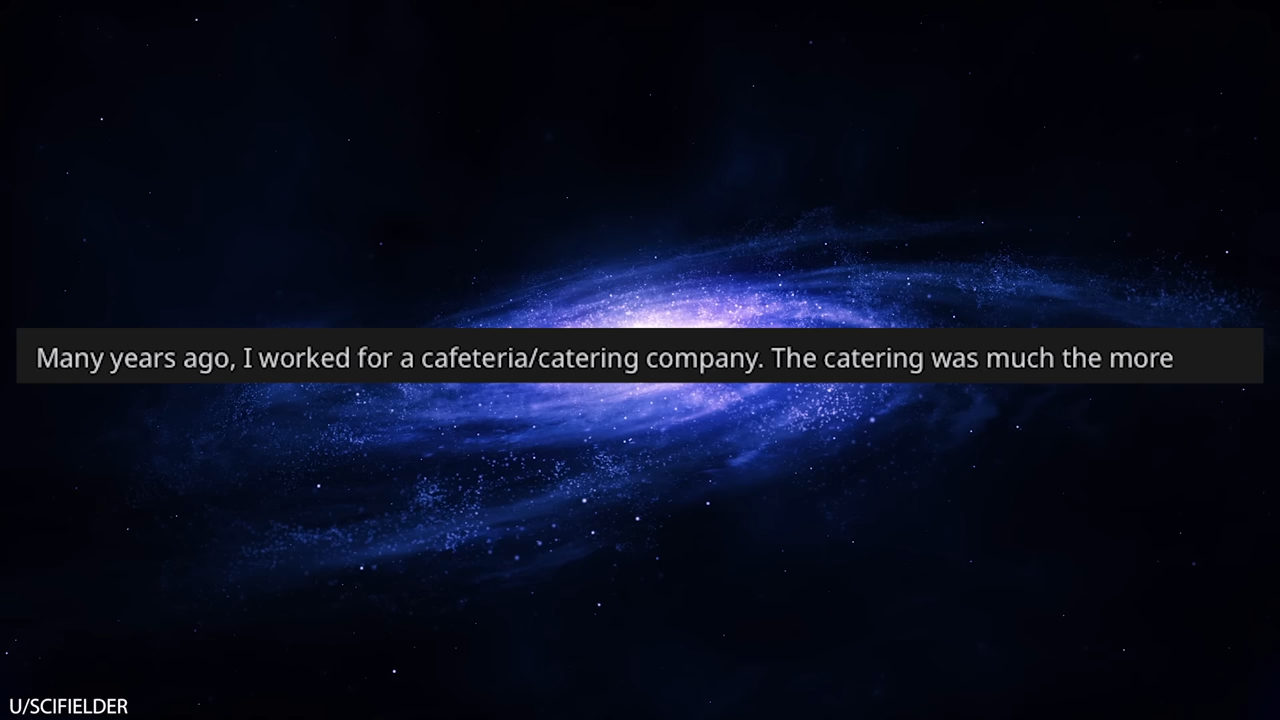 Many years ago, I worked for a cafeteria/catering company. The catering was much the more
U/SCIFIELDER